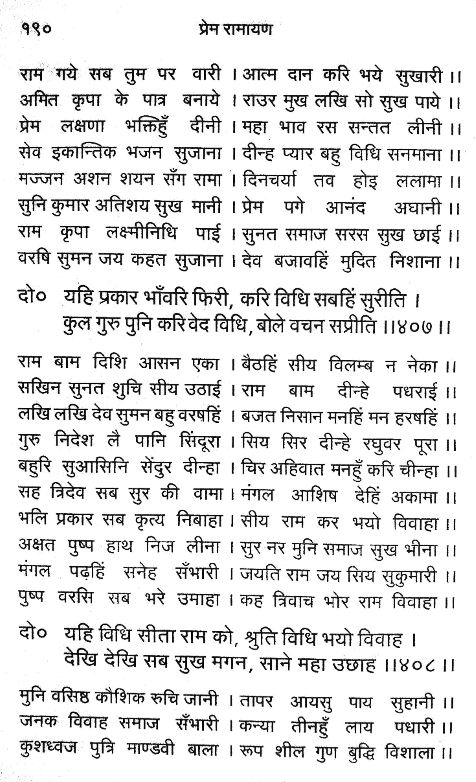 १९०
प्रेम रामायण
राम गये सब तुम पर वारी । आत्म दान करि भये सुखारी ।।
अमित कृपा के पात्र बनाये । राउर मुख लखि सो सुख पाये ।।
प्रेम लक्षणा भक्तिहुँ दीनी । महा भाव रस सन्तत लीनी ।।
सेव इकान्तिक भजन सुजाना । दीन्ह प्यार बहु विधि सनमाना ।।
मज्जन अशन शयन सँग रामा । दिनचर्या तव होइ ललामा ।।
सुनि कुमार अतिशय सुख मानी । प्रेम पगे आनंद अघानी ।।
राम कृपा लक्ष्मीनिधि पाई । सुनत समाज सरस सुख छाई ।।
वरषि सुमन जय कहत सुजाना । देव बजावहिं मुदित निशाना ।।
दो० यहि प्रकार भाँवरि फिरी, करि विधि सबहिं सुरीति ।
कुल गुरु पुनि करि वेद विधि, बोले वचन सप्रीति ।।४०७।।
राम बाम दिशि आसन एका । बैठहिं सीय विलम्ब न नेका ।।
सखिन सुनत शुचि सीय उठाई । राम बाम दीन्हे पधराई ।।
लखि लखि देव सुमन बहु वरषहिं । बजत निसान मनहिं मन हरषहिं ।।
गुरु निदेश लै पानि सिंदूरा । सिय सिर दीन्हे रघुवर पूरा ।।
बहुरि सुआसिनि सेंदुर दीन्हा । चिर अहिवात मनहुँ करि चीन्हा ।।
सह त्रिदेव सब सुर की वामा । मंगल आशिष देहिं अकामा ।।
भलि प्रकार सब कृत्य निबाहा । सीय राम कर भयो विवाहा ।।
अक्षत पुष्प हाथ निज लीना । सुर नर मुनि समाज सुख भीना ।।
मंगल पढ़हिं सनेह सँभारी । जयति राम जय सिय सुकुमारी ।।
पुष्प वरसि सब भरे उमाहा । कह त्रिवाच भोर राम विवाहा ।।
दो० यहि विधि सीता राम को, श्रुति विधि भयो विवाह ।
देखि देखि सब सुख मगन, साने महा उछाह ।।४०८।।
मुनि वसिष्ठ कौशिक रुचि जानी । तापर आयसु पाय सुहानी ।।
जनक विवाह समाज सँभारी । कन्या तीनहुँ लाय पधारी ।।
कुशध्वज पुत्रि माण्डवी बाला । रूप शील गुण बुद्धि विशाला ।।